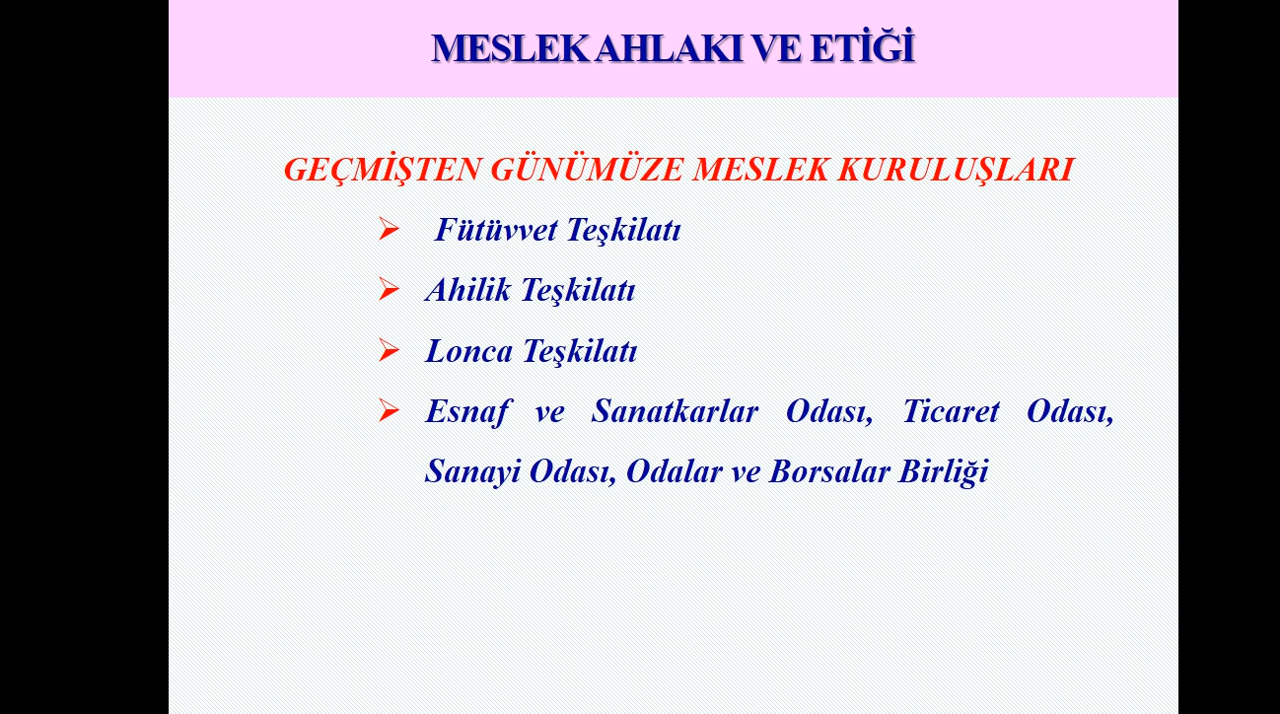 MESLEK AHLAKI VE ETİĞİ
GEÇMİŞTEN GÜNÜMÜZE MESLEK KURULUŞLARI
Fütüvvet Teşkilatı
Ahilik Teşkilatı
Lonca Teşkilatı
Esnaf ve Sanatkarlar Odası, Ticaret Odası,
Sanayi Odası, Odalar ve Borsalar Birliği